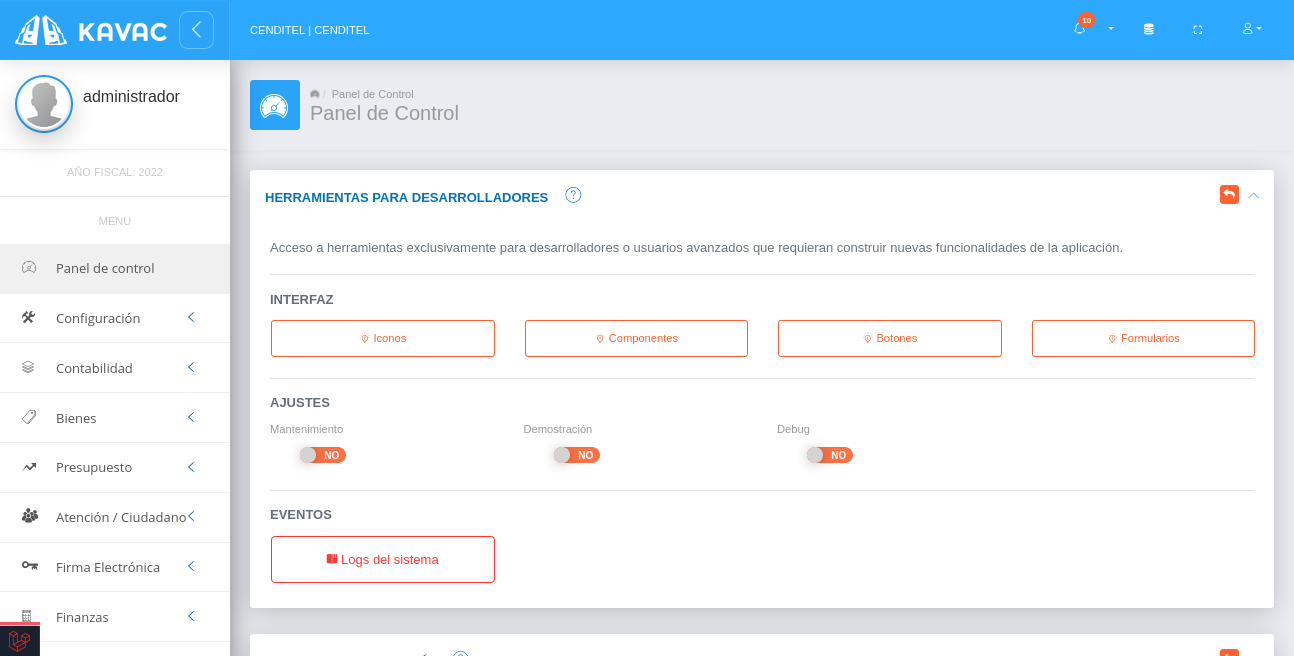 KAVAC
CENDITEL | CENDITEL
10
administrador
/ Panel de Control
Panel de Control
AÑO FISCAL: 2022
MENU
Panel de control
Configuración
Contabilidad
Bienes
Presupuesto
Atención / Ciudadano
Firma Electrónica
Finanzas
HERRAMIENTAS PARA DESARROLLADORES ?
Acceso a herramientas exclusivamente para desarrolladores o usuarios avanzados que requieran construir nuevas funcionalidades de la aplicación.
INTERFAZ
Iconos
Componentes
Botones
Formularios
AJUSTES
Mantenimiento
Demostración
Debug
NO
NO
NO
EVENTOS
Logs del sistema